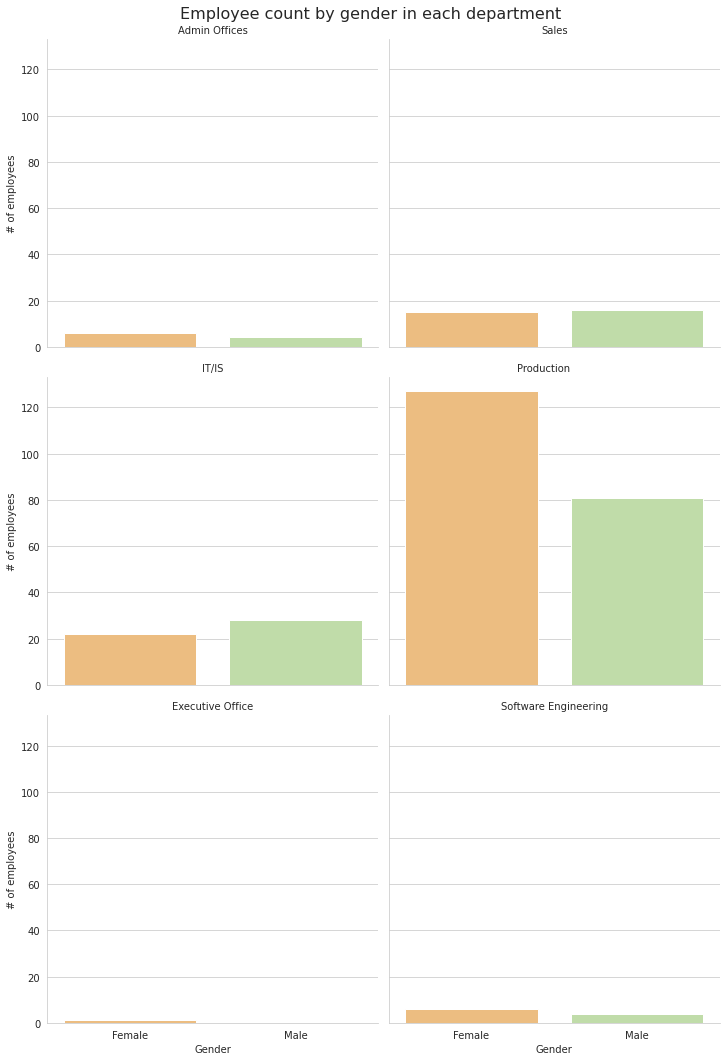 Employee count by gender in each department
Admin Offices
Sales
120
100
80
60
40
20
0
# of employees
IT/IS
Production
120
100
80
60
40
20
0
# of employees
Executive Office
Software Engineering
120
100
80
60
40
20
0
# of employees
Female Male Female Male
Gender Gender